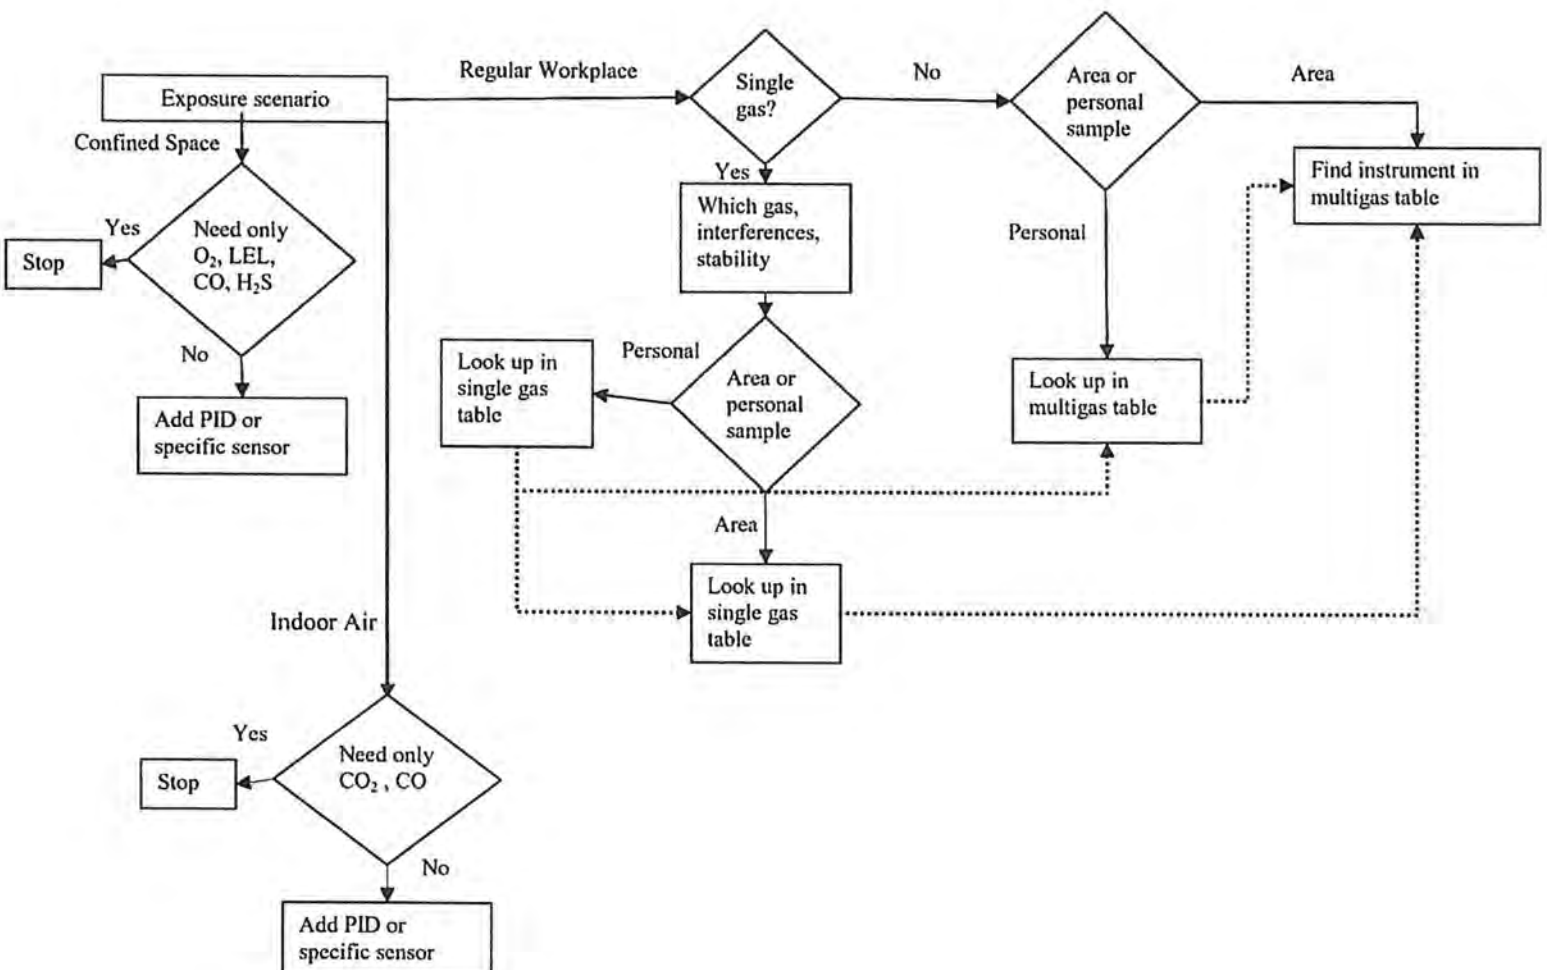 Exposure scenario
Regular Workplace
Single
gas?
No
Area or
personal
sample
Area
Find instrument in
multigas table
Confined Space
Yes
Need only
O₂, LEL,
CO, H₂S
Stop
No
Add PID or
specific sensor
Yes
Which gas,
interferences,
stability
Personal
Look up in
single gas
table
Personal
Area or
personal
sample
Look up in
multigas table
Area
Look up in
single gas
table
Indoor Air
Yes
Need only
CO₂ , CO
Stop
No
Add PID or
specific sensor